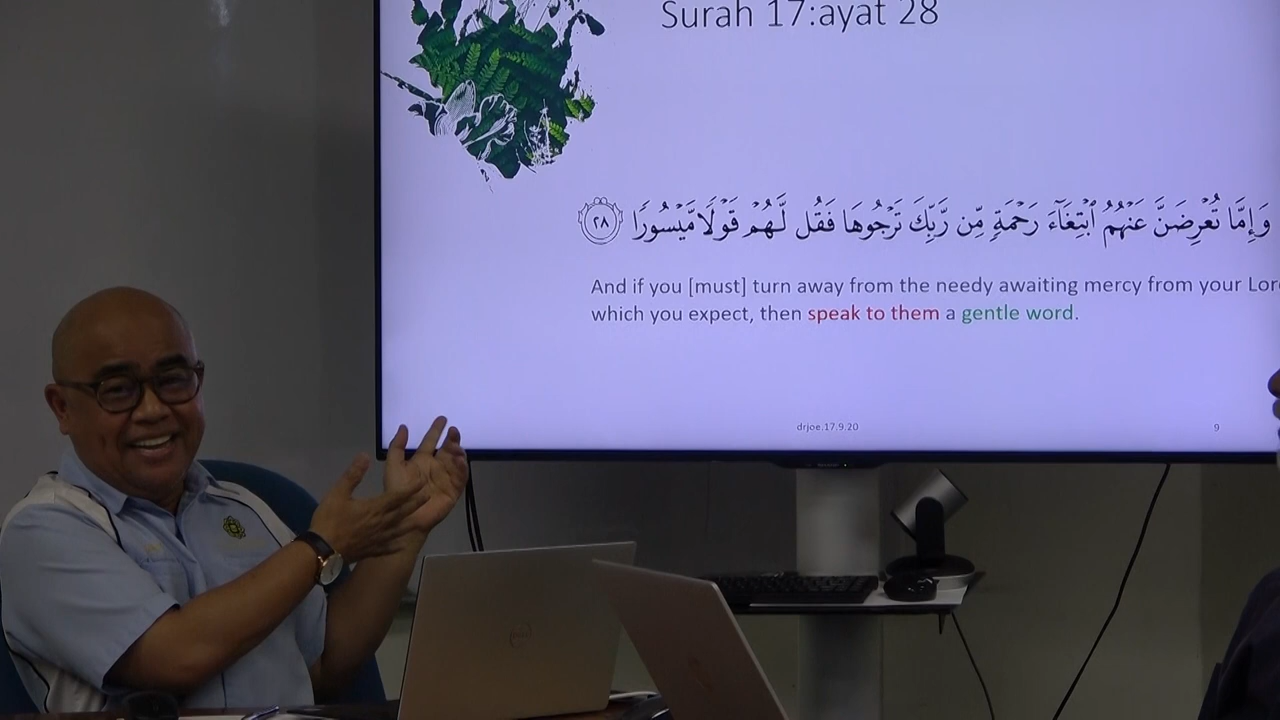 Surah 17:ayat 28
وَإِمَّا تُعْرِضَنَّ عَنْهُمُ ٱبْتِغَآءَ رَحْمَةٍ مِّن رَّبِّكَ تَرْجُوهَا فَقُل لَّهُمْ قَوْلًا مَّيْسُورًا ٢٨
And if you [must] turn away from the needy awaiting mercy from your Lor
which you expect, then speak to them a gentle word.
drjoe.17.9.20
9
DELL